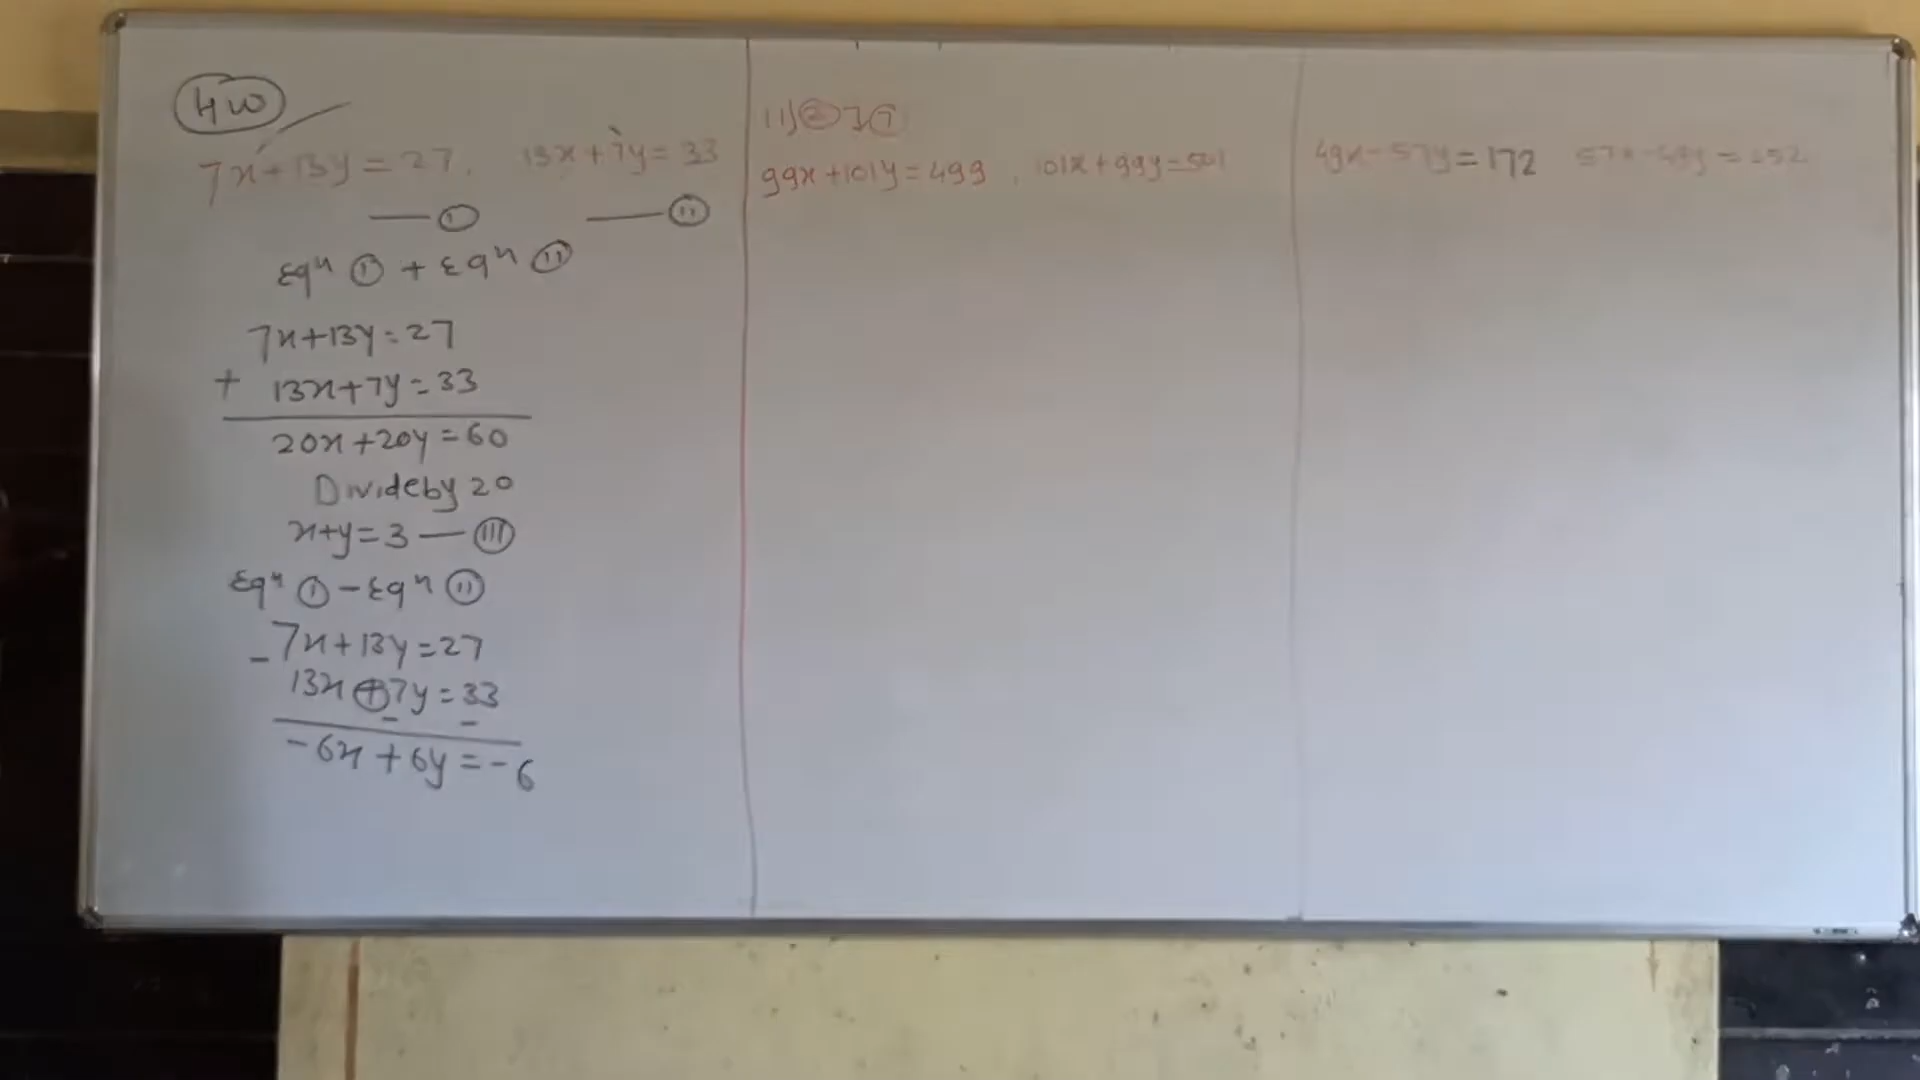 HW
7x+13y=27, 13x+7y=33
—① —⑪
Eqⁿ ① + Eqⁿ ⑪
7x+13y=27
+ 13x+7y=33
20x+20y=60
Divide by 20
x+y=3 — Ⓘ
Eqⁿ ① - Eqⁿ ⑪
- 7x+13y=27
13x+7y=33
- -
-6x+6y=-6
11) ② 3 ⑦
99x+101y=499, 101x+99y=501
49x-57y=172 57x-49y=252